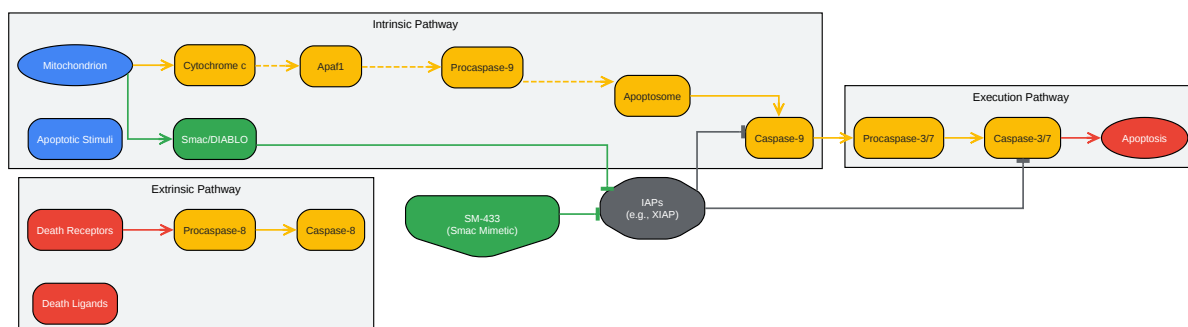 Intrinsic Pathway
Mitochondrion
Cytochrome c
Apaf1
Procaspase-9
Apoptosome
Apoptotic Stimuli
Smac/DIABLO
Caspase-9
Execution Pathway
Procaspase-3/7
Caspase-3/7
Apoptosis
Extrinsic Pathway
Death Receptors
Procaspase-8
Caspase-8
Death Ligands
SM-433
(Smac Mimetic)
IAPs
(e.g., XIAP)